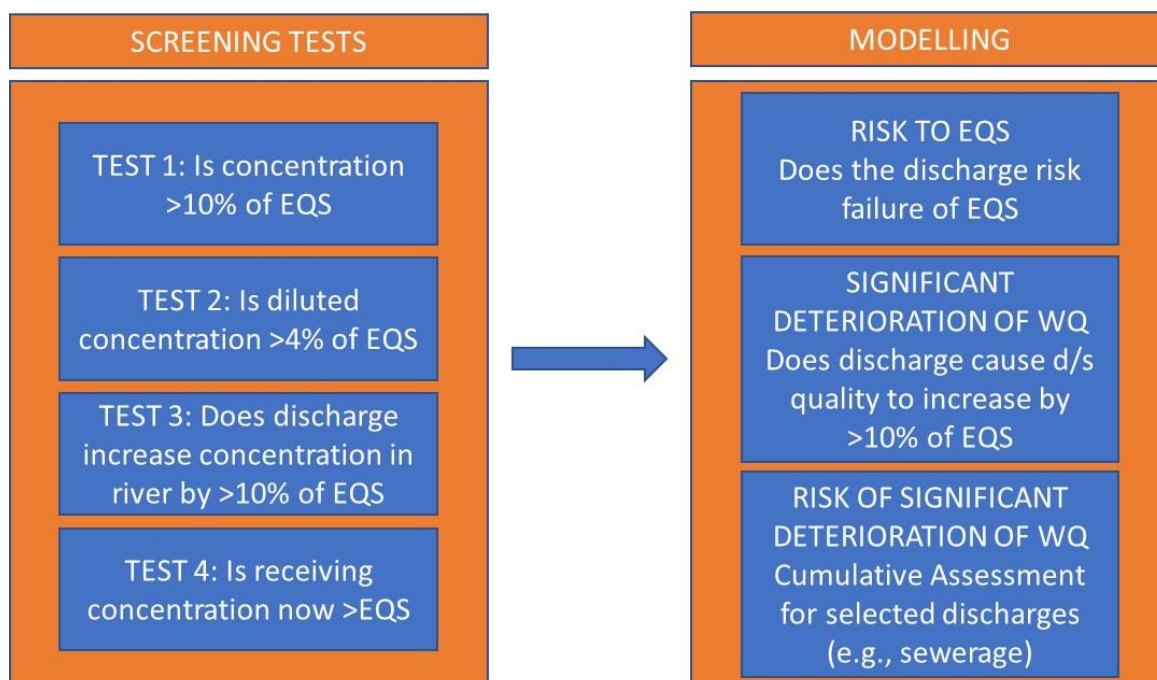 SCREENING TESTS
TEST 1: Is concentration
>10% of EQS
TEST 2: Is diluted
concentration >4% of EQS
TEST 3: Does discharge
increase concentration in
river by >10% of EQS
TEST 4: Is receiving
concentration now >EQS
MODELLING
RISK TO EQS
Does the discharge risk
failure of EQS
SIGNIFICANT
DETERIORATION OF WQ
Does discharge cause d/s
quality to increase by
>10% of EQS
RISK OF SIGNIFICANT
DETERIORATION OF WQ
Cumulative Assessment
for selected discharges
(e.g., sewerage)